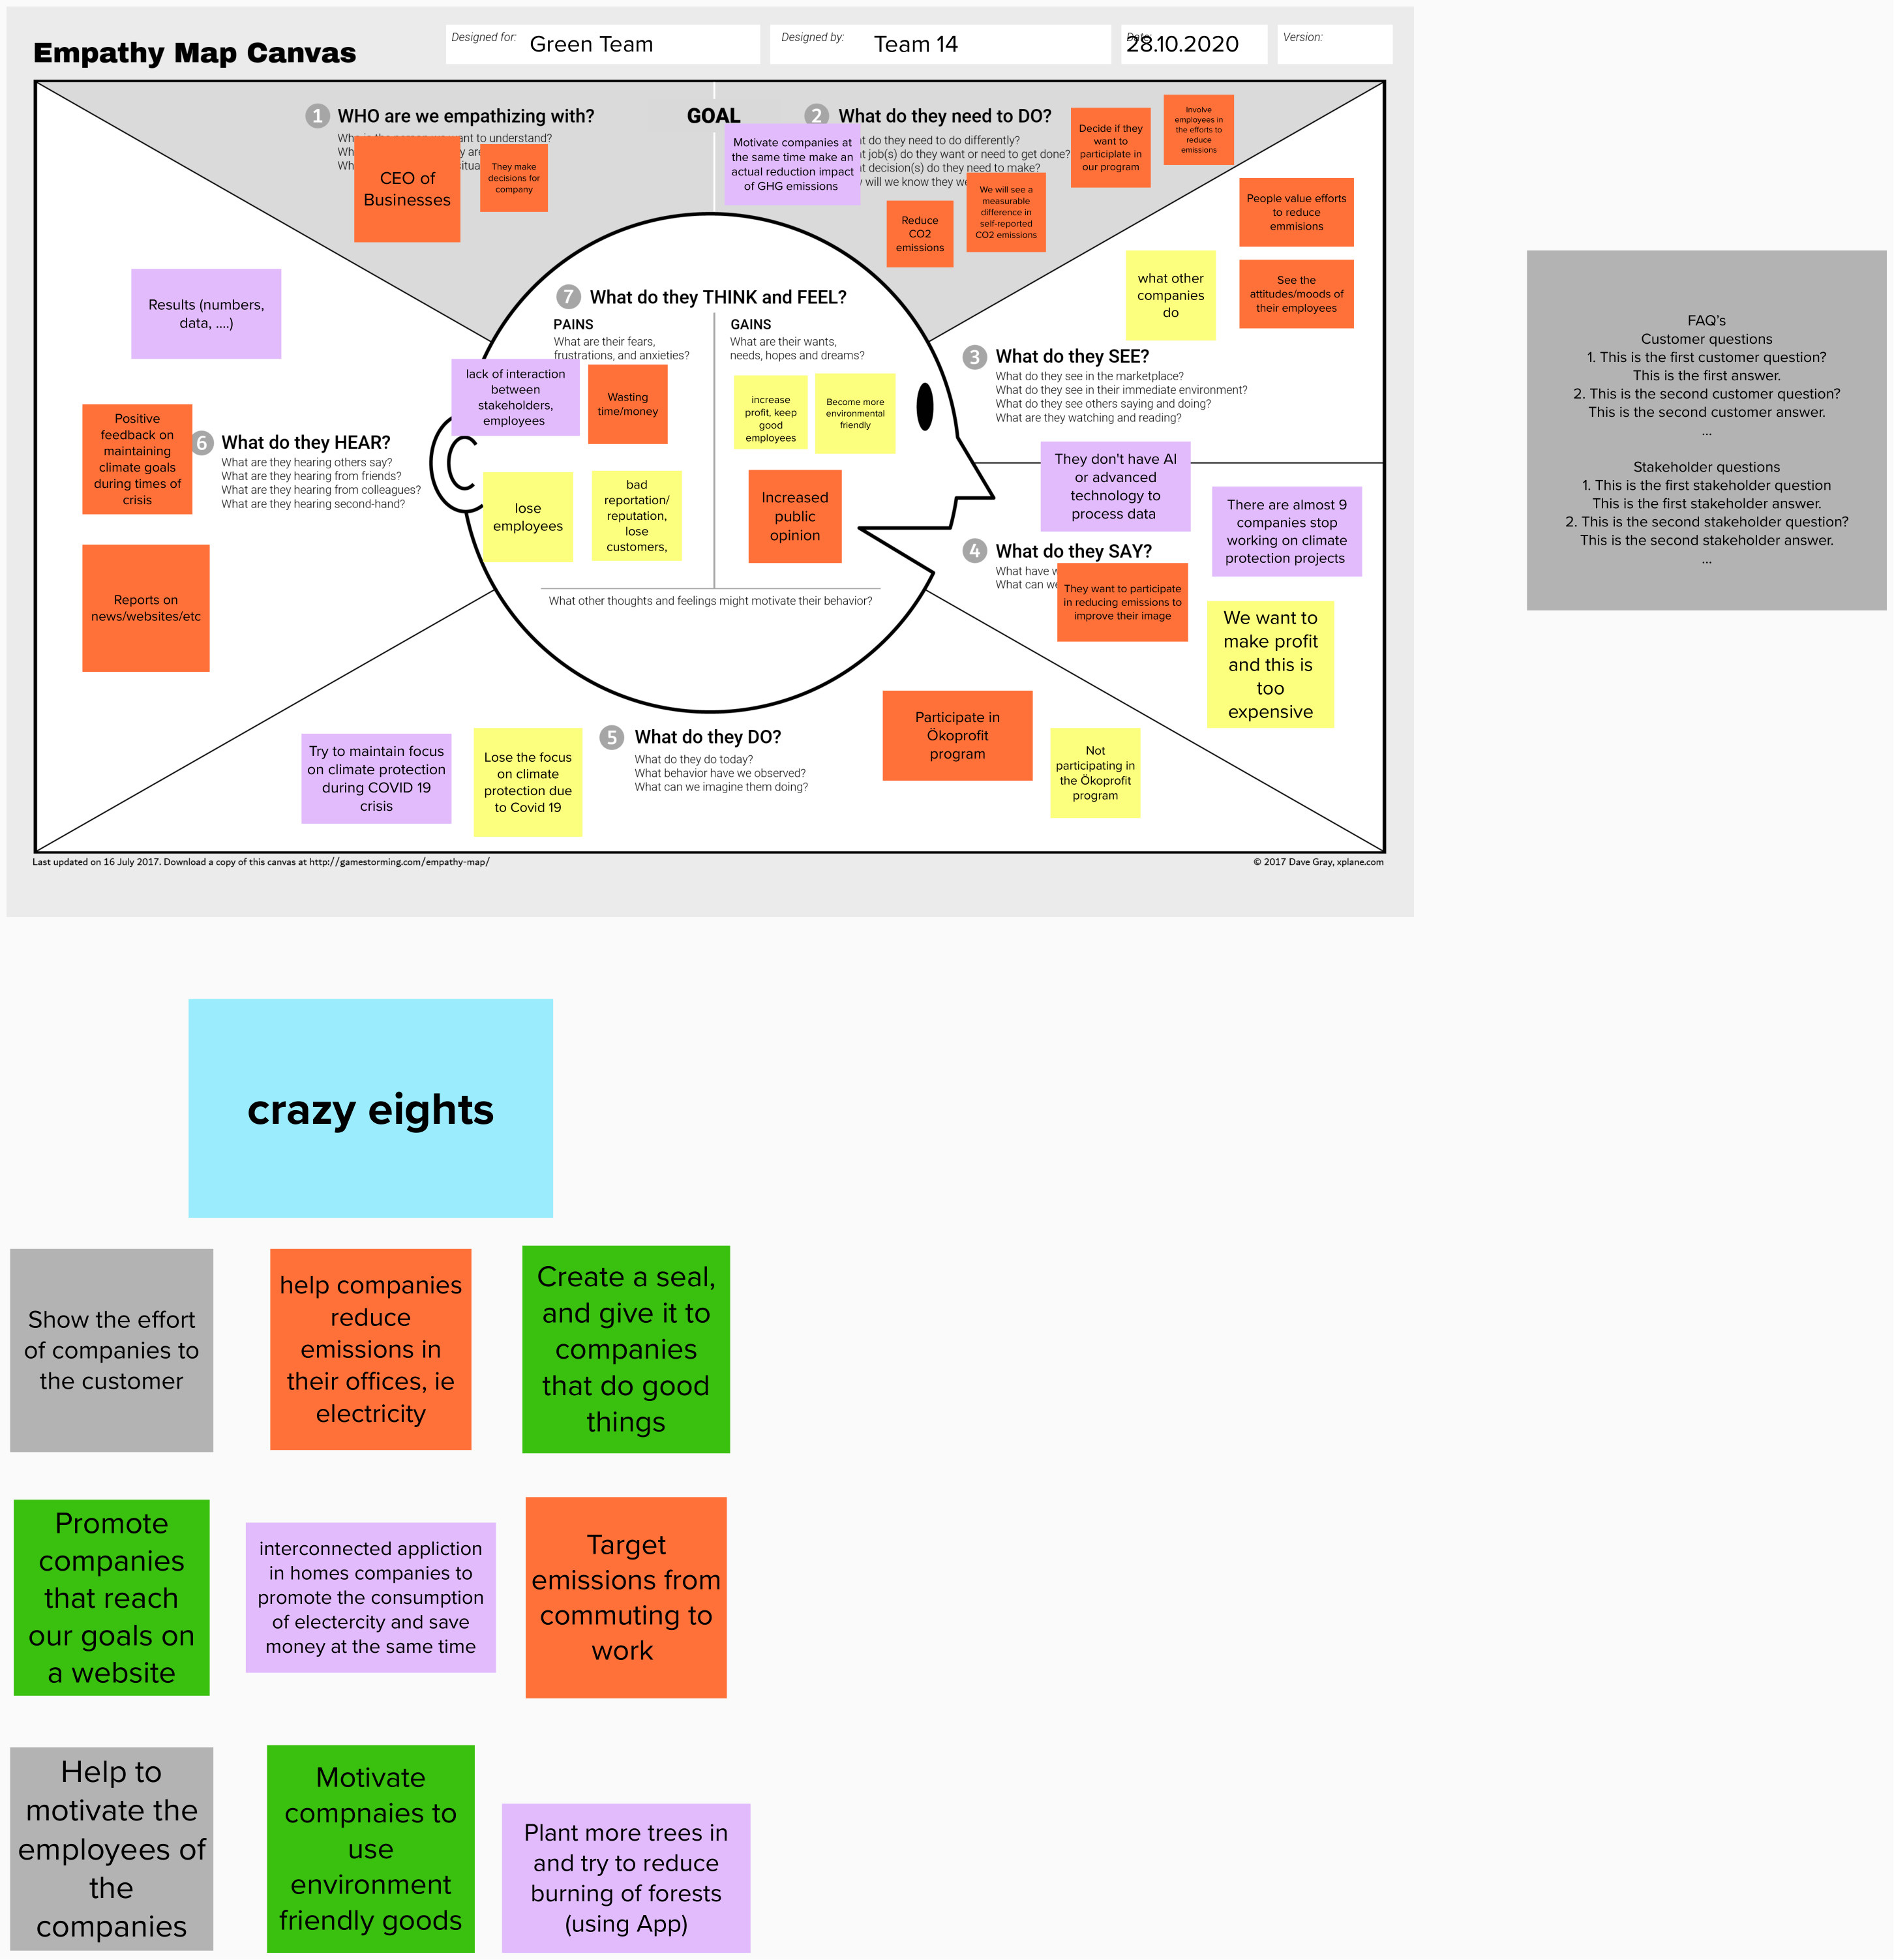 Empathy Map Canvas
Designed for:
Green Team
Designed by:
Team 14
28.10.2020
Version:
1
WHO are we empathizing with?
want to understand?
CEO of
Businesses
They make
decisions for
company
GOAL
Motivate companies at
the same time make an
actual reduction impact
of GHG emissions
2
What do they need to DO?
do they need to do differently?
job(s) do they want or need to get done?
decision(s) do they need to make?
will we know they
Reduce
CO2
emissions
We will see a
measurable
difference in
self-reported
CO2 emissions
Decide if they
want to
participlate in
our program
Involve
employees in
the efforts to
reduce
emissions
People value efforts
to reduce
emmisions
what other
companies
do
See the
attitudes/moods of
their employees
3
What do they SEE?
What do they see in the marketplace?
What do they see in their immediate environment?
What do they see others saying and doing?
What are they watching and reading?
They don't have AI
or advanced
technology to
process data
There are almost 9
companies stop
working on climate
protection projects
4
What do they SAY?
What have
What can
They want to participate
in reducing emissions to
improve their image
We want to
make profit
and this is
too
expensive
5
What do they DO?
What do they do today?
What behavior have we observed?
What can we imagine them doing?
Try to maintain focus
on climate protection
during COVID 19
crisis
Lose the focus
on climate
protection due
to Covid 19
Participate in
Ökoprofit
program
Not
participating in
the Ökoprofit
program
Results (numbers,
data, ....)
Positive
feedback on
maintaining
climate goals
during times of
crisis
6
What do they HEAR?
What are they hearing others say?
What are they hearing from friends?
What are they hearing from colleagues?
What are they hearing second-hand?
Reports on
news/websites/etc
7
What do they THINK and FEEL?
PAINS
What are their fears,
frustrations, and anxieties?
lack of interaction
between
stakeholders,
employees
Wasting
time/money
lose
employees
bad
reportation/
reputation,
lose
customers,
GAINS
What are their wants,
needs, hopes and dreams?
increase
profit, keep
good
employees
Become more
environmental
friendly
Increased
public
opinion
What other thoughts and feelings might motivate their behavior?
Last updated on 16 July 2017. Download a copy of this canvas at http://gamestorming.com/empathy-map/
© 2017 Dave Gray, xplane.com
FAQ's
Customer questions
1. This is the first customer question?
This is the first answer.
2. This is the second customer question?
This is the second customer answer.
...
Stakeholder questions
1. This is the first stakeholder question
This is the first stakeholder answer.
2. This is the second stakeholder question?
This is the second stakeholder answer.
...
crazy eights
Show the effort
of companies to
the customer
help companies
reduce
emissions in
their offices, ie
electricity
Create a seal,
and give it to
companies
that do good
things
Promote
companies
that reach
our goals on
a website
interconnected appliction
in homes companies to
promote the consumption
of electercity and save
money at the same time
Target
emissions from
commuting to
work
Help to
motivate the
employees of
the
companies
Motivate
compnaies to
use
environment
friendly goods
Plant more trees in
and try to reduce
burning of forests
(using App)